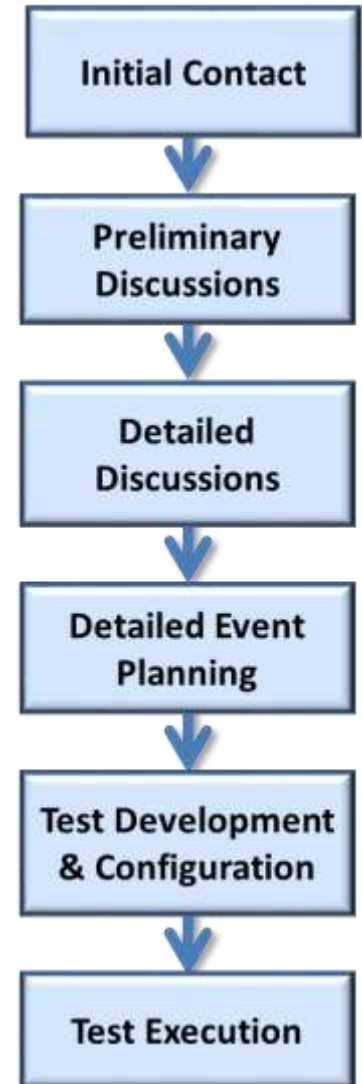 Initial Contact
Preliminary
Discussions
Detailed
Discussions
Detailed Event
Planning
Test Development
& Configuration
Test Execution